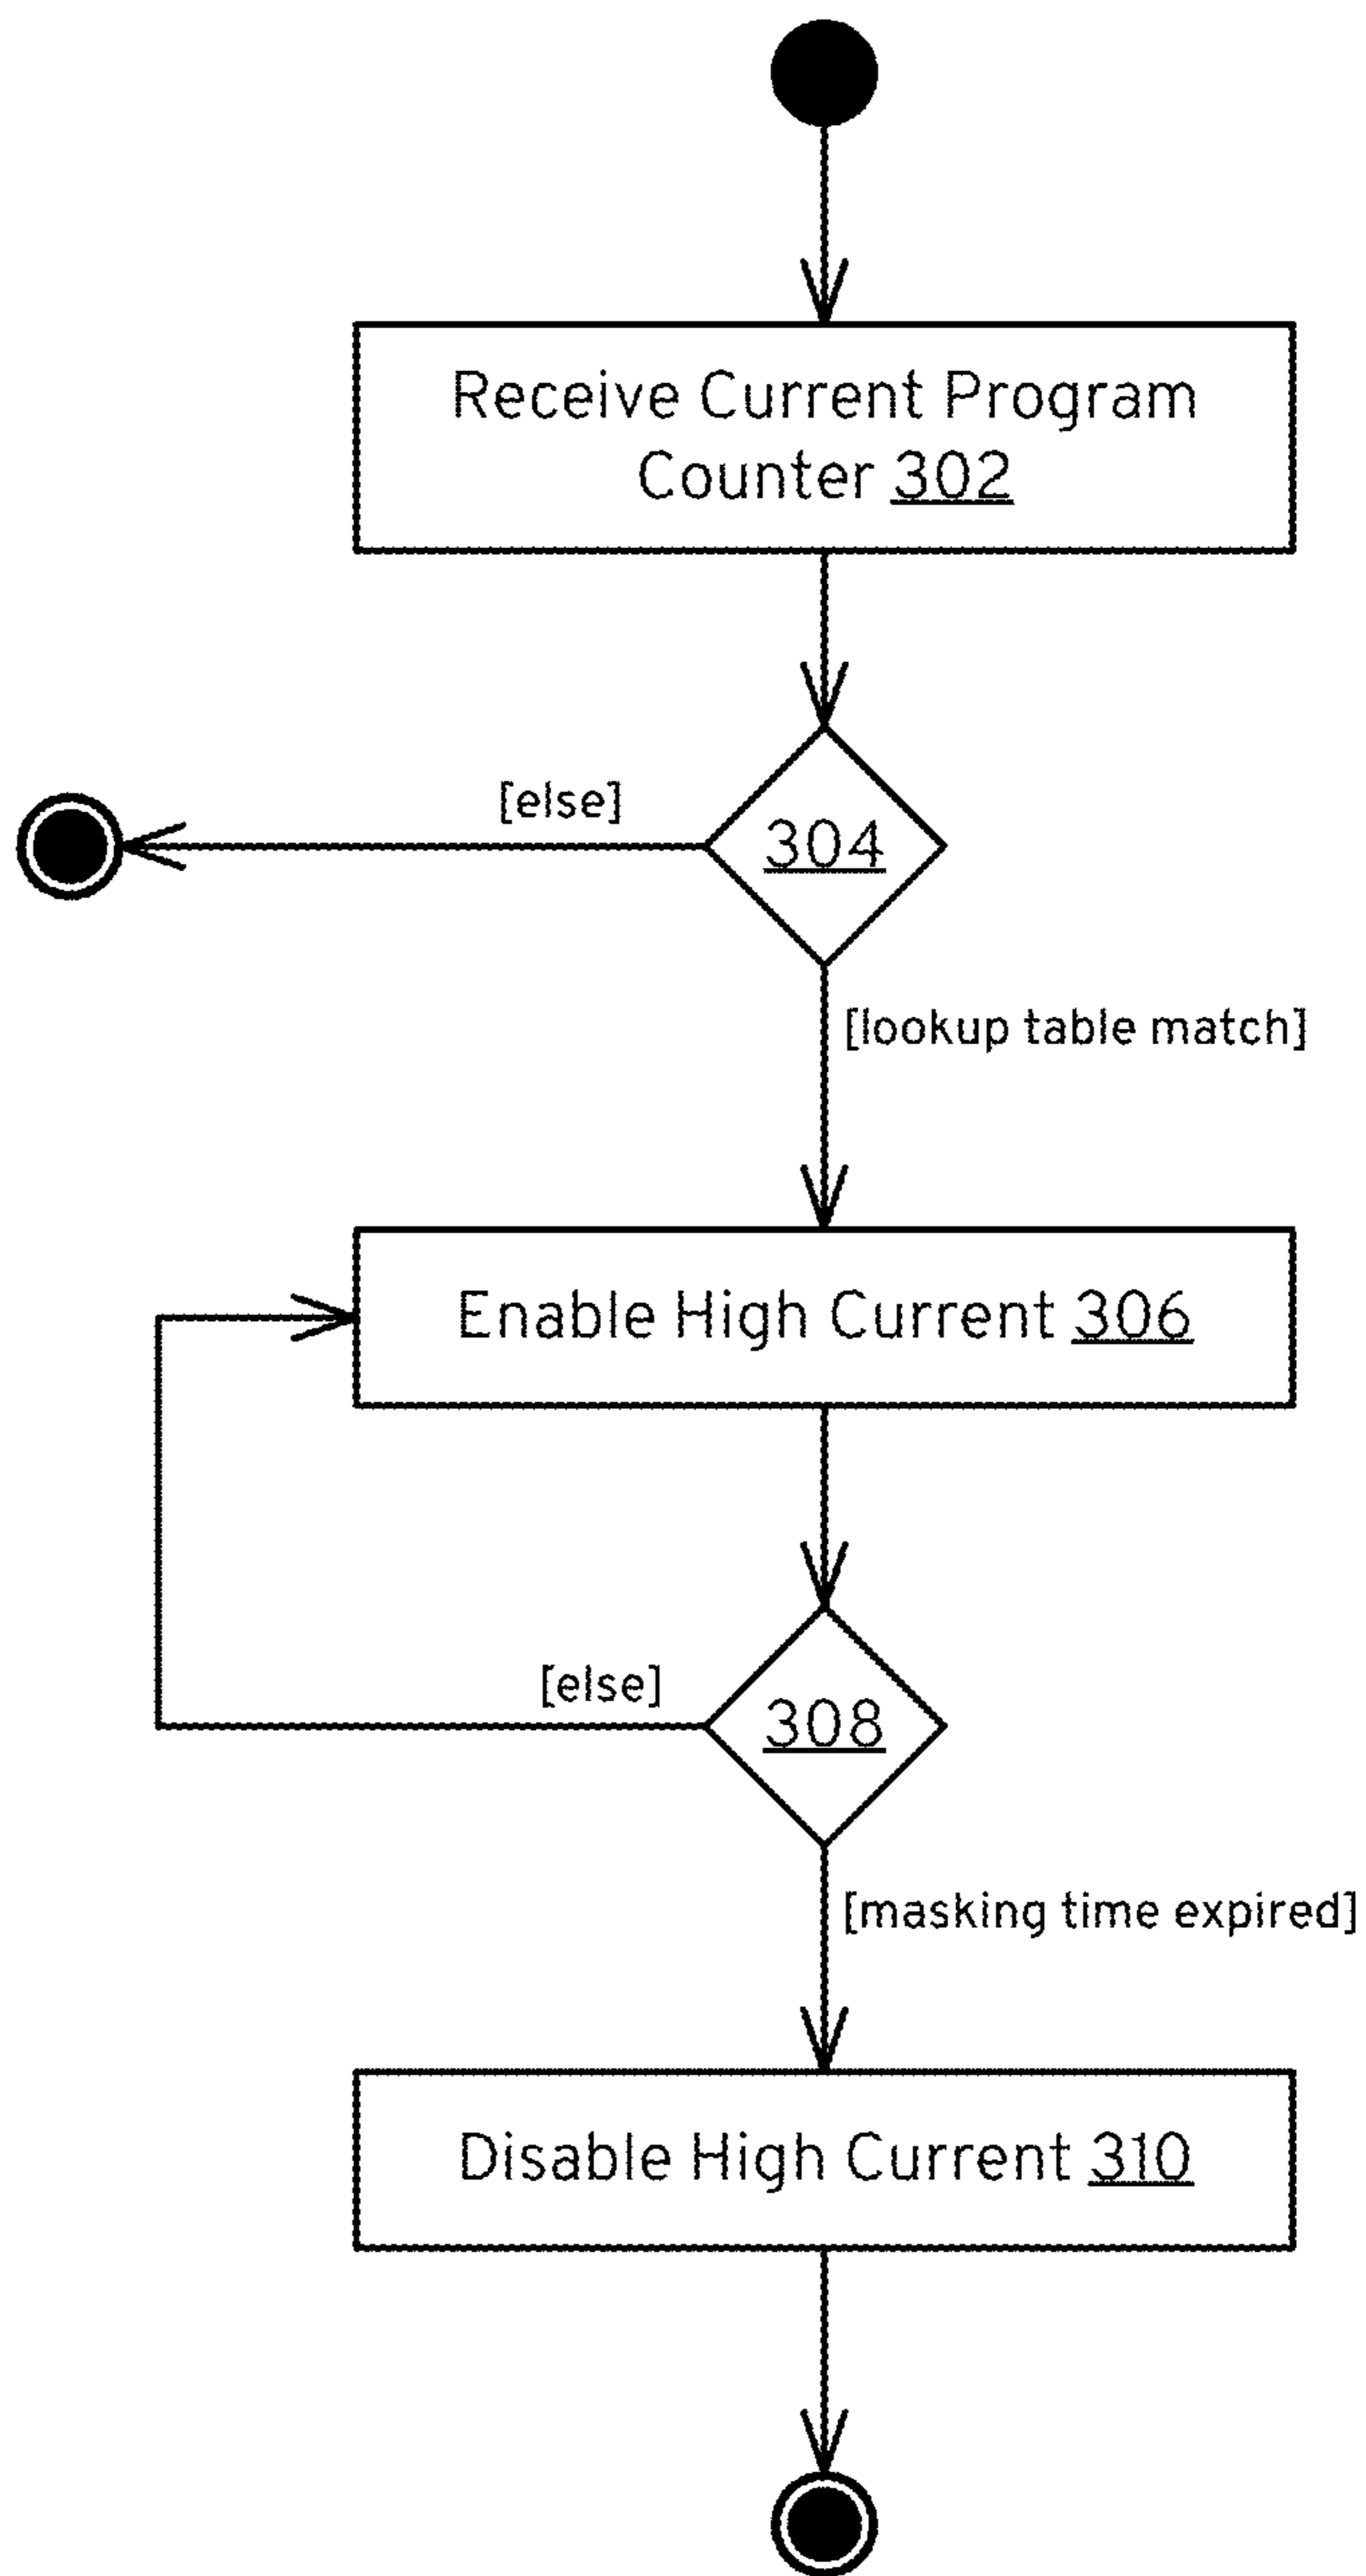 Receive Current Program
Counter 302
[else]
304
[lookup table match]
Enable High Current 306
[else]
308
[masking time expired]
Disable High Current 310